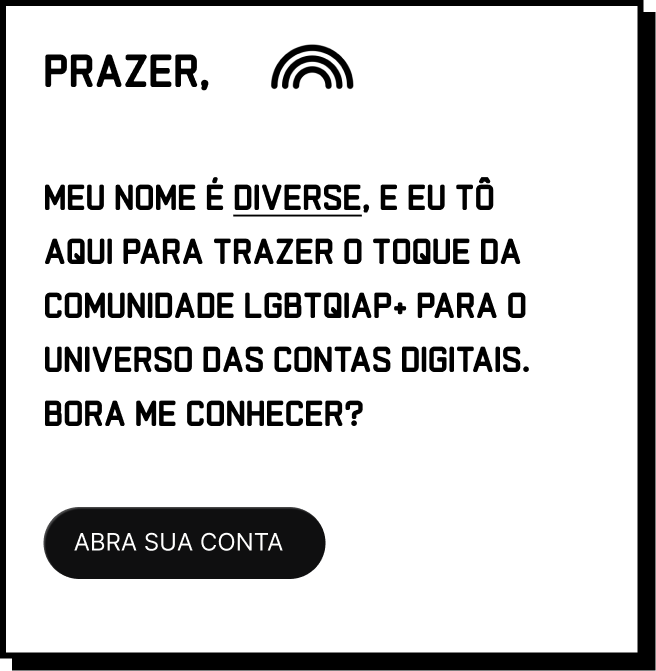 PRAZER,
MEU NOME É DIVERSE, E EU TÔ
AQUI PARA TRAZER O TOQUE DA
COMUNIDADE LGBTQIAP+ PARA O
UNIVERSO DAS CONTAS DIGITAIS.
BORA ME CONHECER?
ABRA SUA CONTA